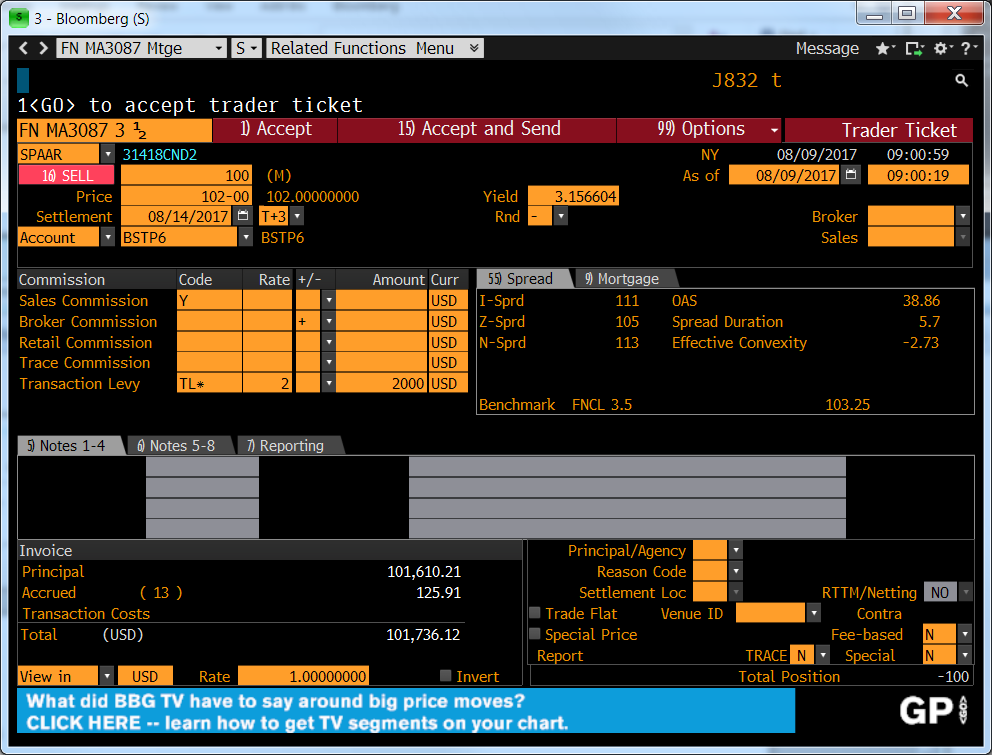 3 - Bloomberg (S)
FN MA3087 Mtge S Related Functions Menu Message
J832 t
1<GO> to accept trader ticket
FN MA3087 3 ½ 1) Accept 15) Accept and Send 99) Options Trader Ticket
SPAAR 31418CND2 NY 08/09/2017 09:00:59
10) SELL 100 (M) As of 08/09/2017 09:00:19
Price 102-00 102.00000000 Yield 3.156604
Settlement 08/14/2017 T+3 Rnd - Broker
Account BSTP6 BSTP6 Sales
Commission Code Rate +/- Amount Curr 55) Spread 9) Mortgage
Sales Commission Y USD I-Sprd 111 OAS 38.86
Broker Commission + USD Z-Sprd 105 Spread Duration 5.7
Retail Commission USD N-Sprd 113 Effective Convexity -2.73
Trace Commission USD
Transaction Levy TL* 2 2000 USD
Benchmark FNCL 3.5 103.25
5) Notes 1-4 6) Notes 5-8 7) Reporting
Invoice Principal/Agency
Principal 101,610.21 Reason Code
Accrued ( 13 ) 125.91 Settlement Loc RTTM/Netting NO
Transaction Costs Trade Flat Venue ID Contra
Total (USD) 101,736.12 Special Price Fee-based N
Report TRACE N Special N
View in USD Rate 1.00000000 Invert Total Position -100
What did BBG TV have to say around big price moves?
CLICK HERE -- learn how to get TV segments on your chart.
GP <GO>